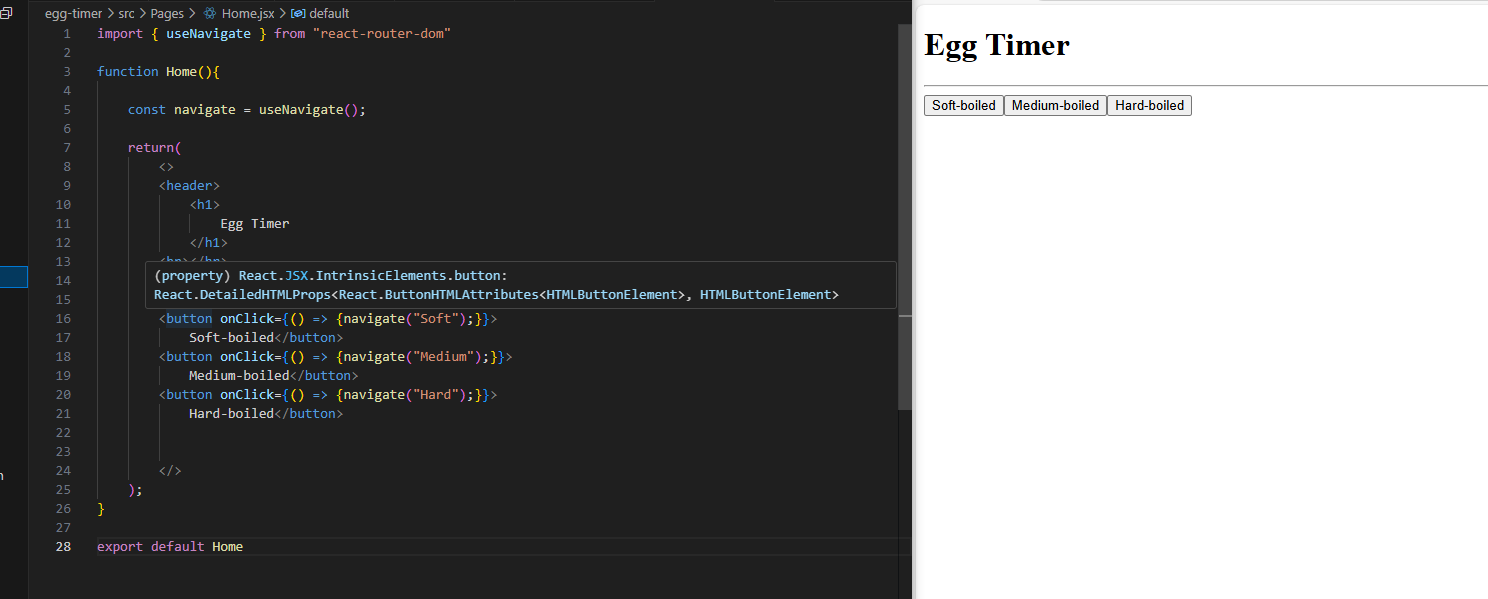 egg-timer > src > Pages > Home.jsx > default
1 import { useNavigate } from "react-router-dom"
2
3 function Home(){
4
5 const navigate = useNavigate();
6
7 return(
8 <>
9 <header>
10 <h1>
11 Egg Timer
12 </h1>
13 <hr></hr>
14 (property) React.JSX.IntrinsicElements.button:
15 React.DetailedHTMLProps<React.ButtonHTMLAttributes<HTMLButtonElement>, HTMLButtonElement>
16 <button onClick={() => {navigate("Soft");}}>
17 Soft-boiled</button>
18 <button onClick={() => {navigate("Medium");}}>
19 Medium-boiled</button>
20 <button onClick={() => {navigate("Hard");}}>
21 Hard-boiled</button>
22
23
24 </>
25 );
26 }
27
28 export default Home
Egg Timer
Soft-boiled Medium-boiled Hard-boiled